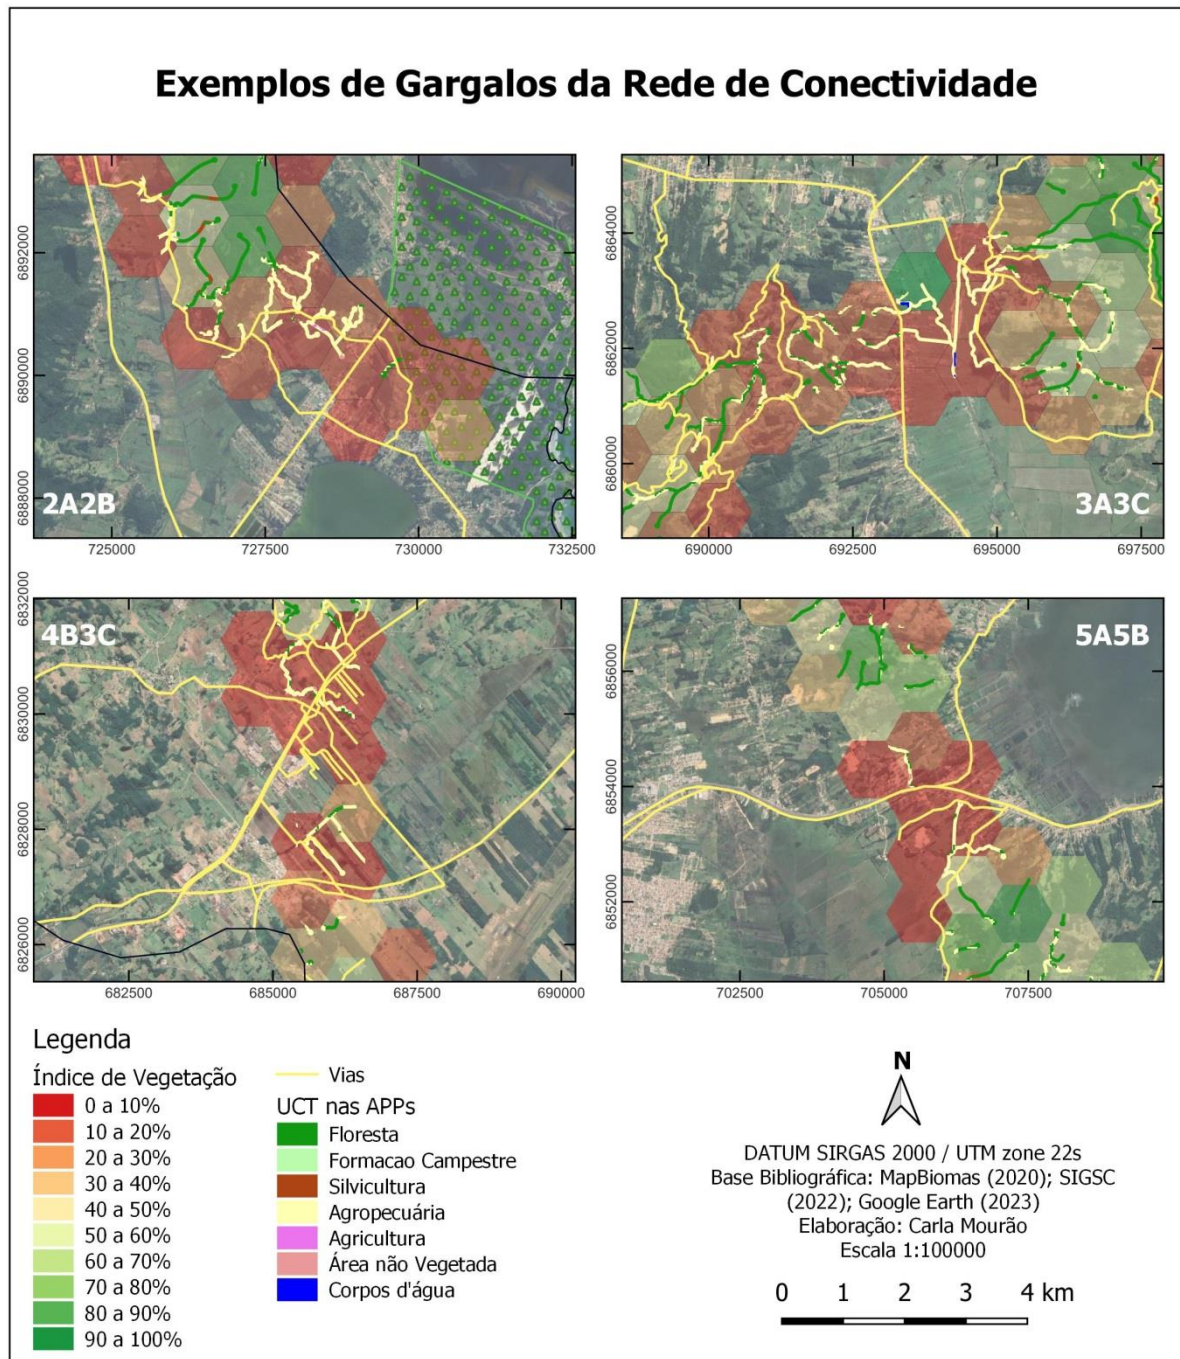 Exemplos de Gargalos da Rede de Conectividade
6892000
6890000
6888000
2A2B
725000
727500
730000
732500
6864000
6862000
6860000
3A3C
690000
692500
695000
697500
6832000
6830000
6828000
6826000
4B3C
682500
685000
687500
690000
6856000
6854000
6852000
5A5B
702500
705000
707500
Legenda
Índice de Vegetação
0 a 10%
10 a 20%
20 a 30%
30 a 40%
40 a 50%
50 a 60%
60 a 70%
70 a 80%
80 a 90%
90 a 100%
Vias
UCT nas APPs
Floresta
Formacao Campestre
Silvicultura
Agropecuária
Agricultura
Área não Vegetada
Corpos d'água
N
DATUM SIRGAS 2000 / UTM zone 22s
Base Bibliográfica: MapBiomas (2020); SIGSC
(2022); Google Earth (2023)
Elaboração: Carla Mourão
Escala 1:100000
0 1 2 3 4 km